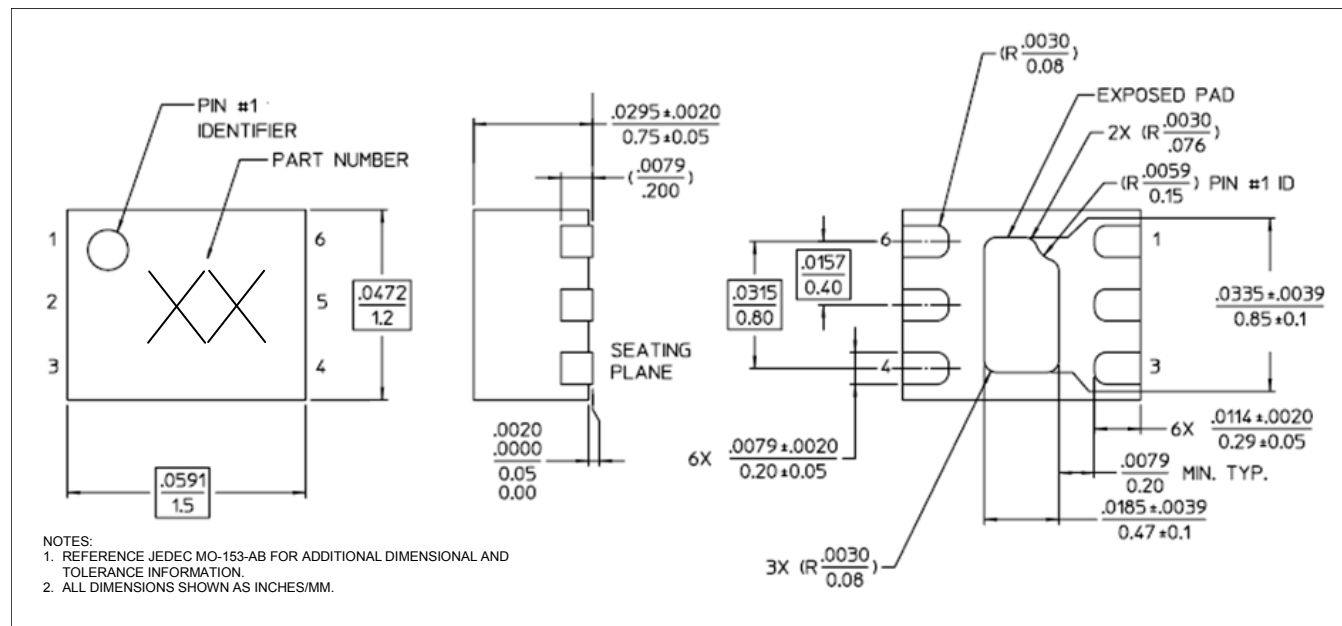 PIN #1
IDENTIFIER
PART NUMBER
1
2
3
6
5
4
.0472
1.2
.0591
1.5
.0295±.0020
0.75±0.05
(.0079
.200)
SEATING
PLANE
.0020
.0000
0.05
0.00
(R.0030
0.08)
EXPOSED PAD
2X (R.0030
.076)
(R.0059
0.15) PIN #1 ID
6
4
1
3
.0157
0.40
.0315
0.80
.0335±.0039
0.85±0.1
6X .0079±.0020
0.20±0.05
6X .0114±.0020
0.29±0.05
.0079
0.20 MIN. TYP.
.0185±.0039
0.47±0.1
3X (R.0030
0.08)
NOTES:
1. REFERENCE JEDEC MO-153-AB FOR ADDITIONAL DIMENSIONAL AND
TOLERANCE INFORMATION.
2. ALL DIMENSIONS SHOWN AS INCHES/MM.
XX